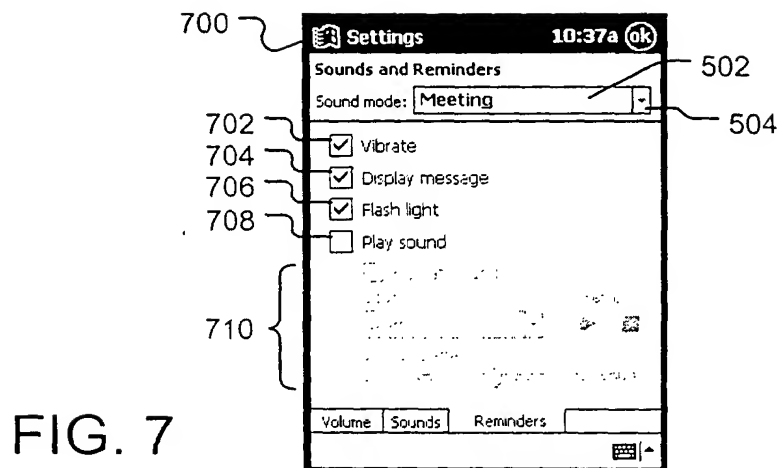 700
Settings 10:37a ok
Sounds and Reminders
502
Sound mode: Meeting
504
702
Vibrate
704
Display message
706
Flash light
708
Play sound
710
Volume Sounds Reminders
FIG. 7